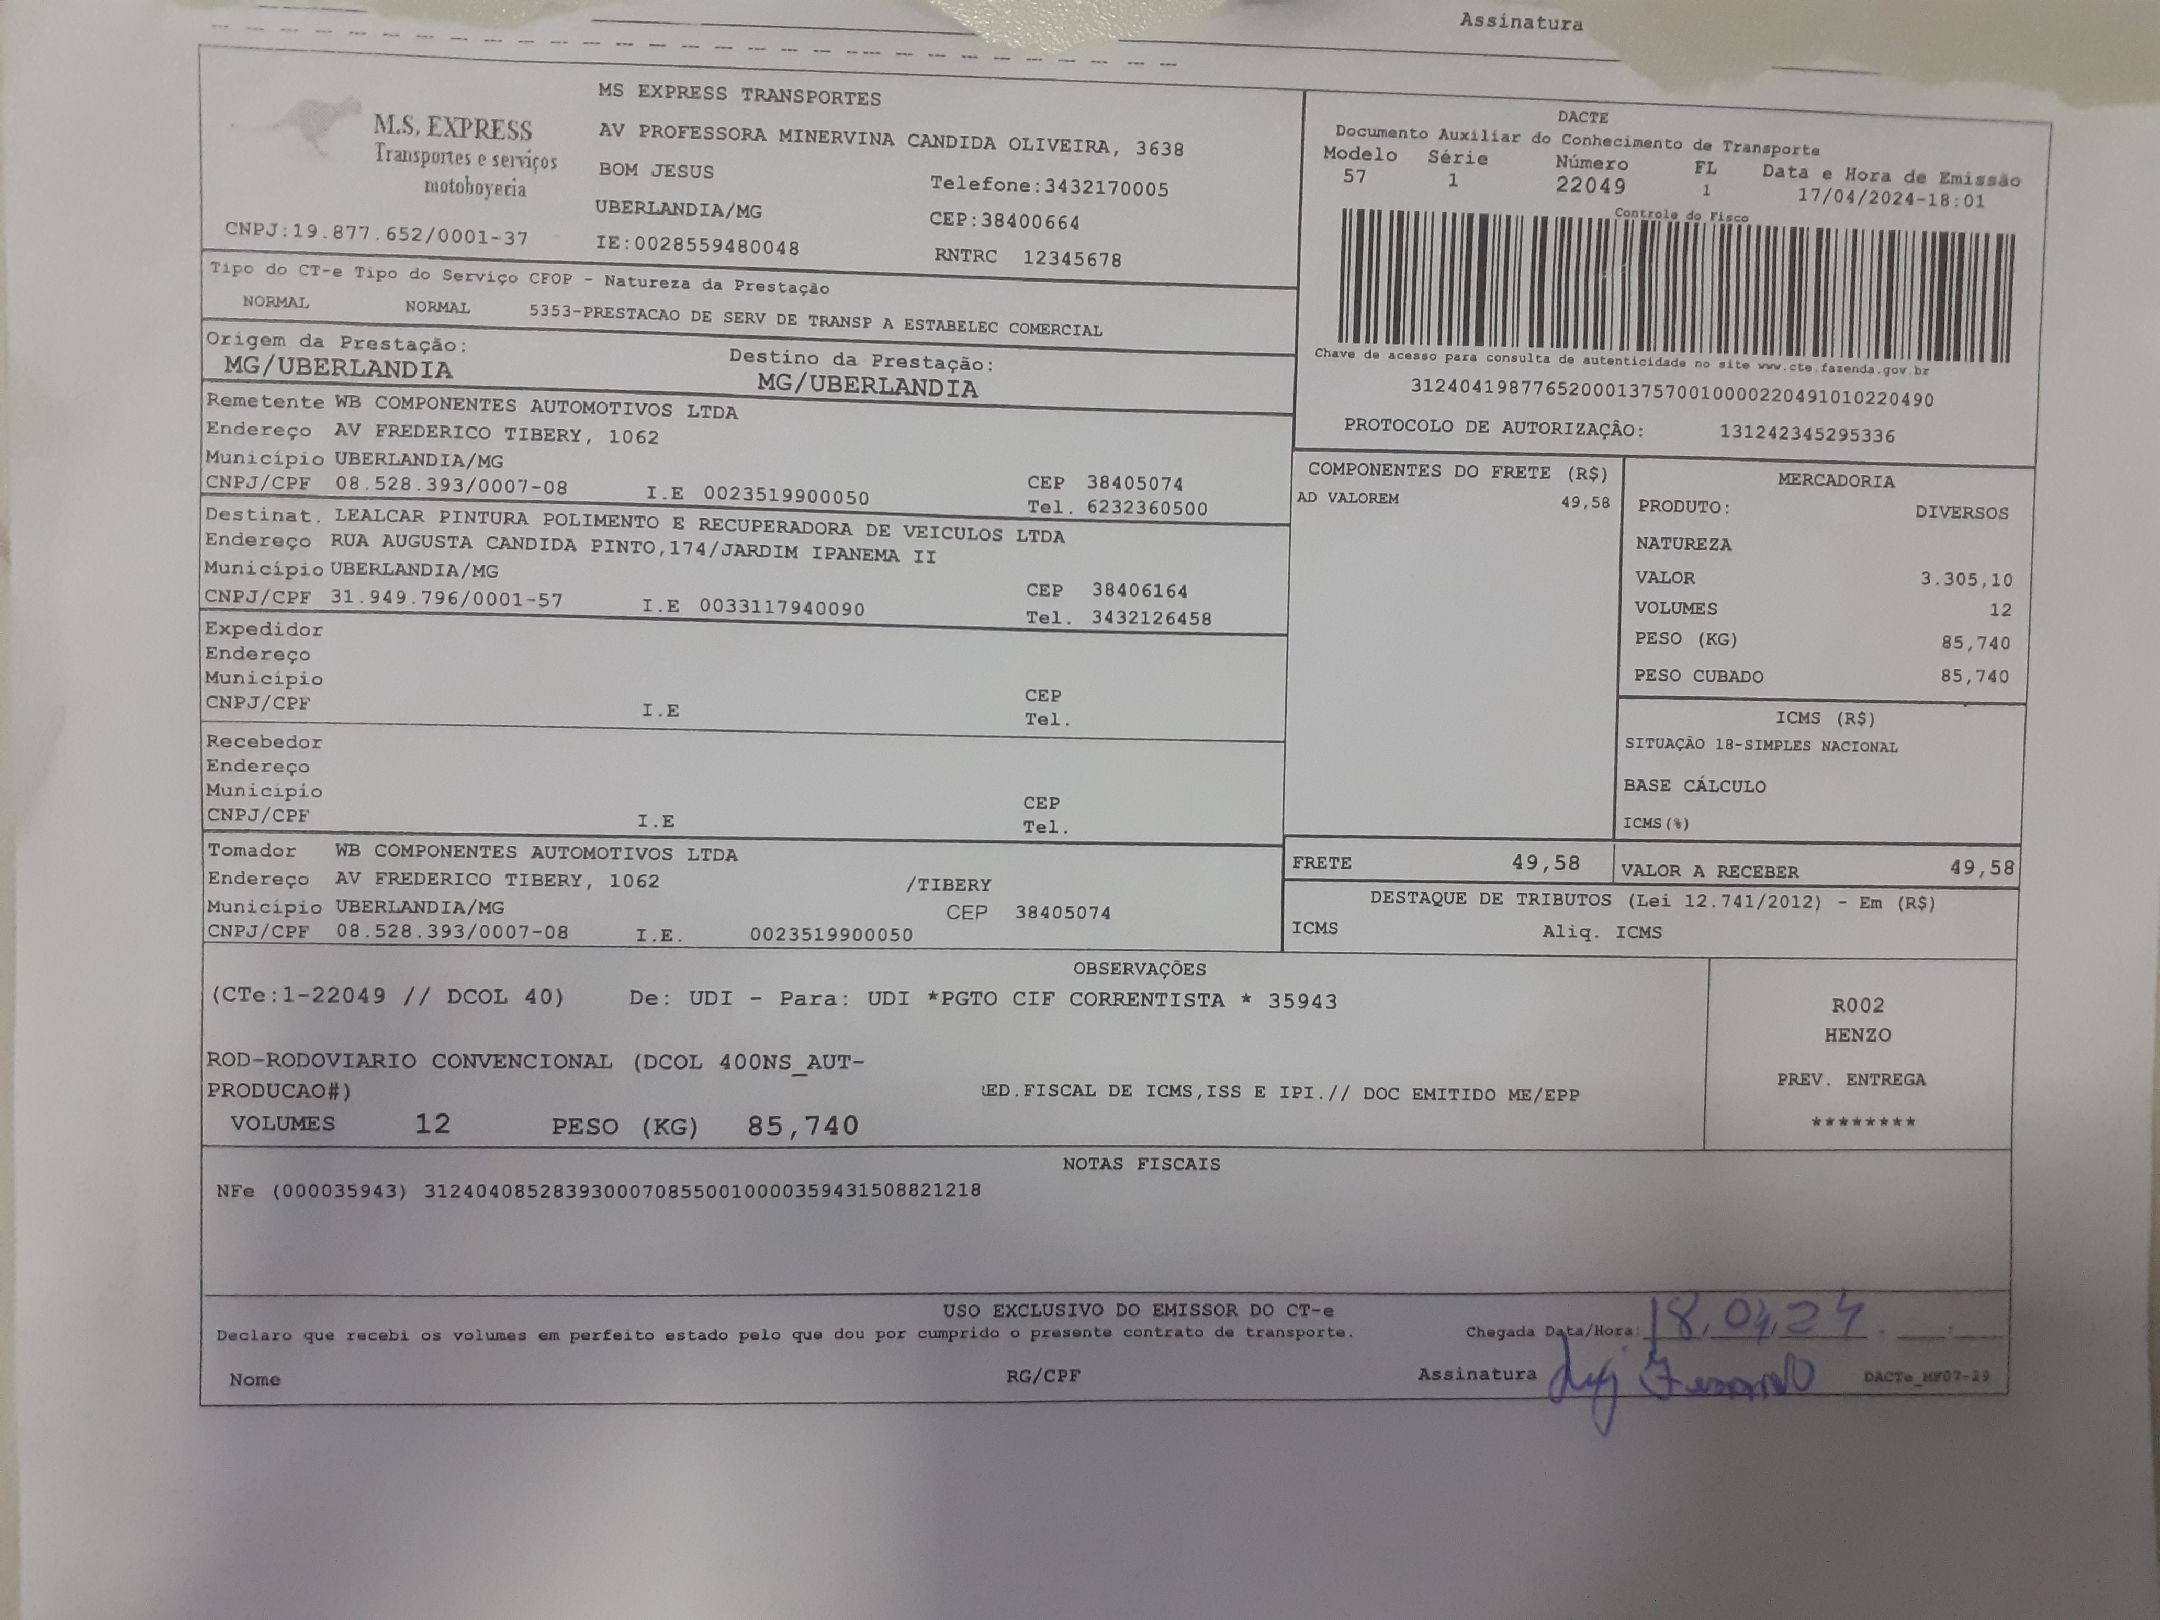 Assinatura
M.S. EXPRESS
Transportes e serviços
motoboyeria
CNPJ:19.877.652/0001-37
MS EXPRESS TRANSPORTES
AV PROFESSORA MINERVINA CANDIDA OLIVEIRA, 3638
BOM JESUS
Telefone:3432170005
UBERLANDIA/MG
CEP:38400664
IE:0028559480048
RNTRC 12345678
DACTE
Documento Auxiliar do Conhecimento de Transporte
Modelo Série Número FL Data e Hora de Emissão
57 1 22049 1 17/04/2024-18:01
Controle do Fisco
Chave de acesso para consulta de autenticidade no site www.cte.fazenda.gov.br
31240419877652000137570010000220491010220490
PROTOCOLO DE AUTORIZAÇÃO: 131242345295336
Tipo do CT-e Tipo do Serviço CFOP - Natureza da Prestação
NORMAL NORMAL 5353-PRESTACAO DE SERV DE TRANSP A ESTABELEC COMERCIAL
Origem da Prestação: Destino da Prestação:
MG/UBERLANDIA MG/UBERLANDIA
Remetente WB COMPONENTES AUTOMOTIVOS LTDA
Endereço AV FREDERICO TIBERY, 1062
Município UBERLANDIA/MG CEP 38405074
CNPJ/CPF 08.528.393/0007-08 I.E 0023519900050 Tel. 6232360500
Destinat. LEALCAR PINTURA POLIMENTO E RECUPERADORA DE VEICULOS LTDA
Endereço RUA AUGUSTA CANDIDA PINTO,174/JARDIM IPANEMA II
Município UBERLANDIA/MG CEP 38406164
CNPJ/CPF 31.949.796/0001-57 I.E 0033117940090 Tel. 3432126458
Expedidor
Endereço
Município CEP
CNPJ/CPF I.E Tel.
Recebedor
Endereço
Município CEP
CNPJ/CPF I.E Tel.
Tomador WB COMPONENTES AUTOMOTIVOS LTDA
Endereço AV FREDERICO TIBERY, 1062 /TIBERY
Município UBERLANDIA/MG CEP 38405074
CNPJ/CPF 08.528.393/0007-08 I.E. 0023519900050
COMPONENTES DO FRETE (R$)
AD VALOREM 49,58
MERCADORIA
PRODUTO: DIVERSOS
NATUREZA
VALOR 3.305,10
VOLUMES 12
PESO (KG) 85,740
PESO CUBADO 85,740
ICMS (R$)
SITUAÇÃO 18-SIMPLES NACIONAL
BASE CÁLCULO
ICMS(%)
FRETE 49,58 VALOR A RECEBER 49,58
DESTAQUE DE TRIBUTOS (Lei 12.741/2012) - Em (R$)
ICMS Aliq. ICMS
OBSERVAÇÕES
(CTe:1-22049 // DCOL 40) De: UDI - Para: UDI *PGTO CIF CORRENTISTA * 35943
ROD-RODOVIARIO CONVENCIONAL (DCOL 400NS_AUT-
PRODUCAO#) ED.FISCAL DE ICMS,ISS E IPI.// DOC EMITIDO ME/EPP
VOLUMES 12 PESO (KG) 85,740
R002
HENZO
PREV. ENTREGA
********
NOTAS FISCAIS
NFe (000035943) 31240408528393000708550010000359431508821218
USO EXCLUSIVO DO EMISSOR DO CT-e
Declaro que recebi os volumes em perfeito estado pelo que dou por cumprido o presente contrato de transporte. Chegada Data/Hora: 18,04,24
Nome RG/CPF Assinatura DACTe_MF07-29